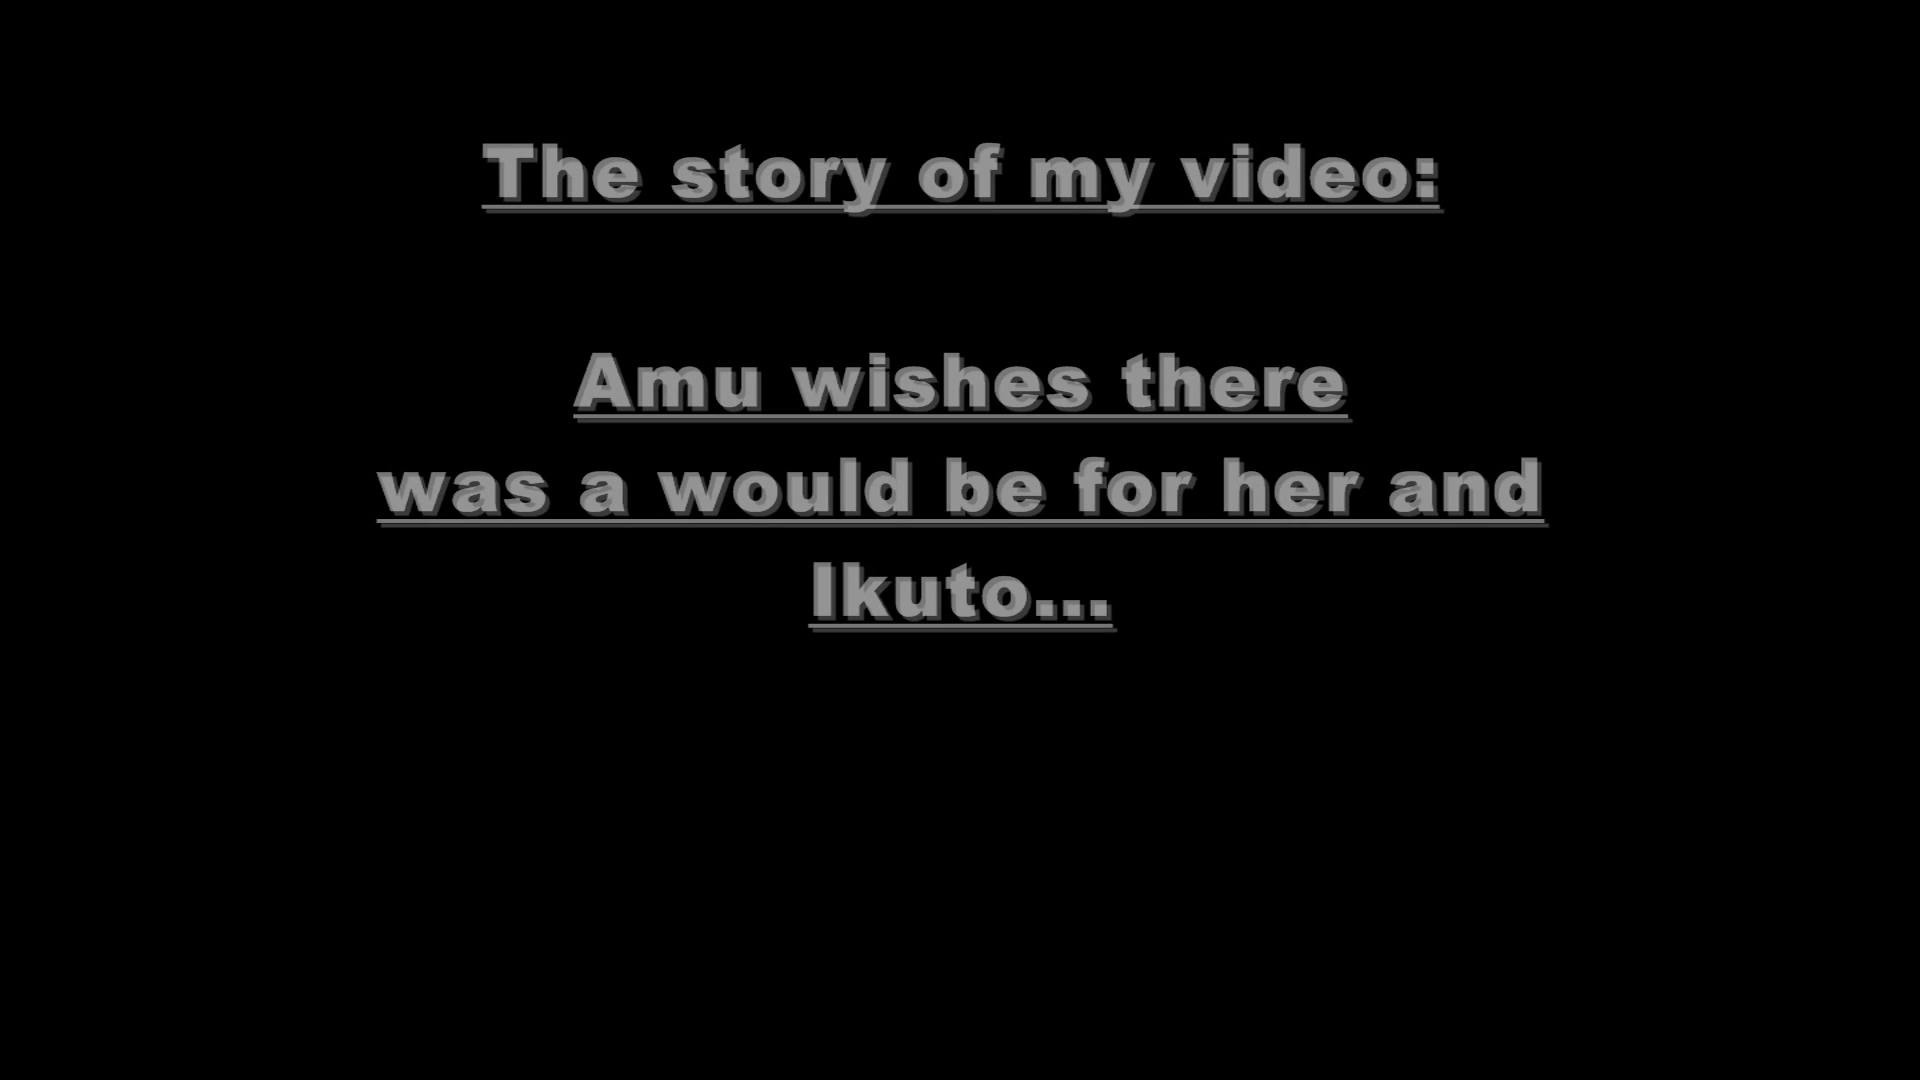 The story of my video:
Amu wishes there
was a would be for her and
Ikuto...